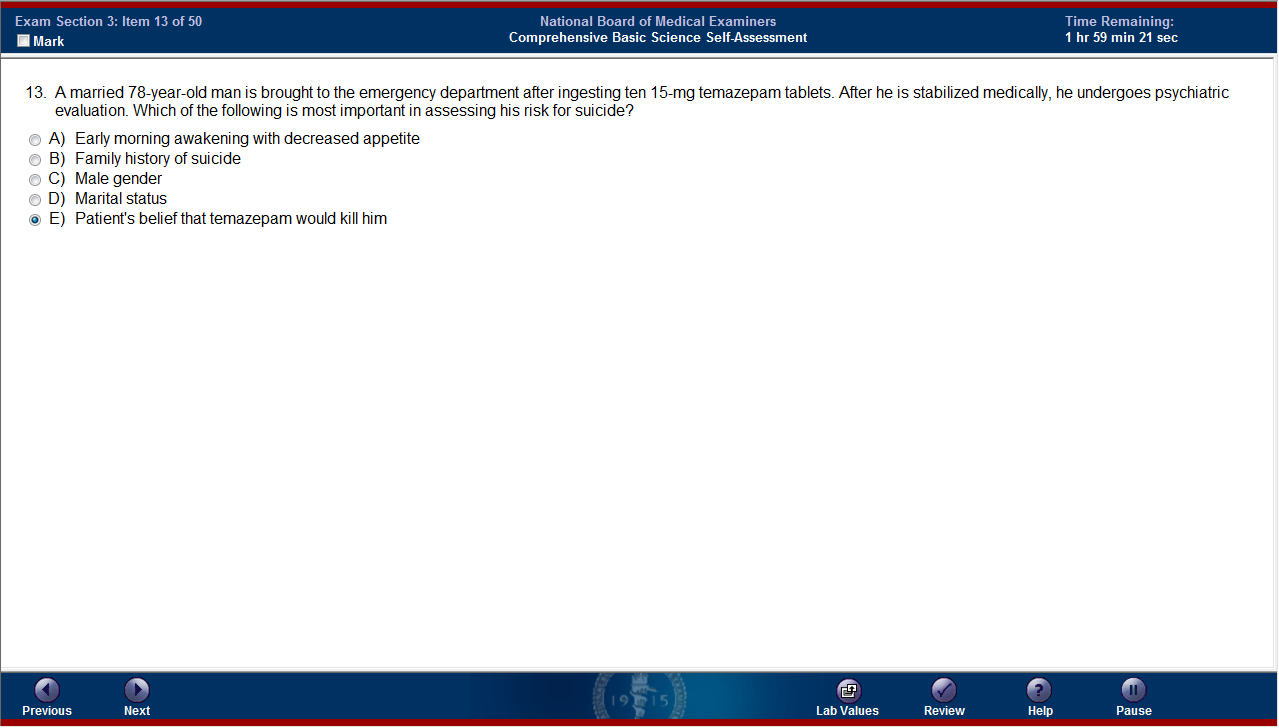 Exam Section 3: Item 13 of 50
National Board of Medical Examiners
Time Remaining:
Mark
Comprehensive Basic Science Self-Assessment
1 hr 59 min 21 sec
13. A married 78-year-old man is brought to the emergency department after ingesting ten 15-mg temazepam tablets. After he is stabilized medically, he undergoes psychiatric
evaluation. Which of the following is most important in assessing his risk for suicide?
A) Early morning awakening with decreased appetite
B) Family history of suicide
C) Male gender
D) Marital status
E) Patient's belief that temazepam would kill him
1915
Previous
Next
Lab Values
Review
Help
Pause